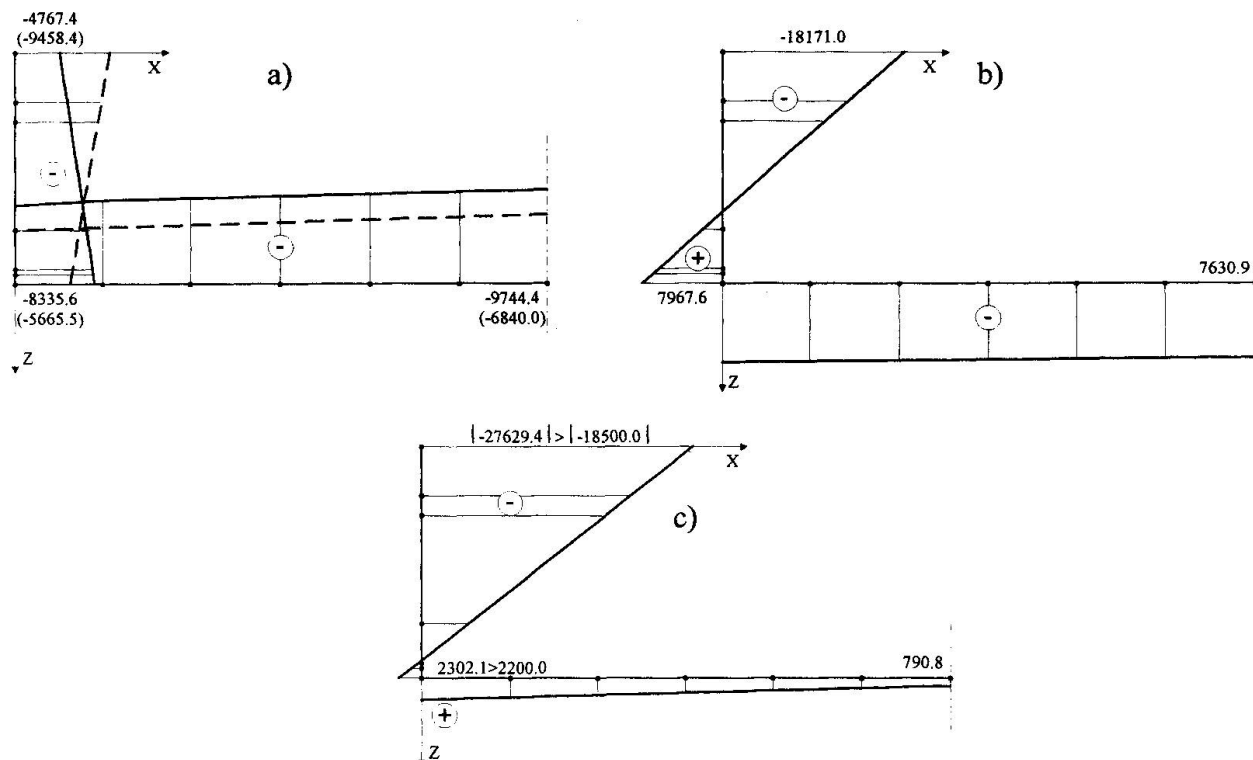 -4767.4
(-9458.4)
x
a)
-
-
-8335.6
(-5665.5)
-9744.4
(-6840.0)
z
-18171.0
x
b)
-
+
7967.6
7630.9
-
z
|-27629.4|>|-18500.0|
x
-
c)
2302.1>2200.0
790.8
+
z